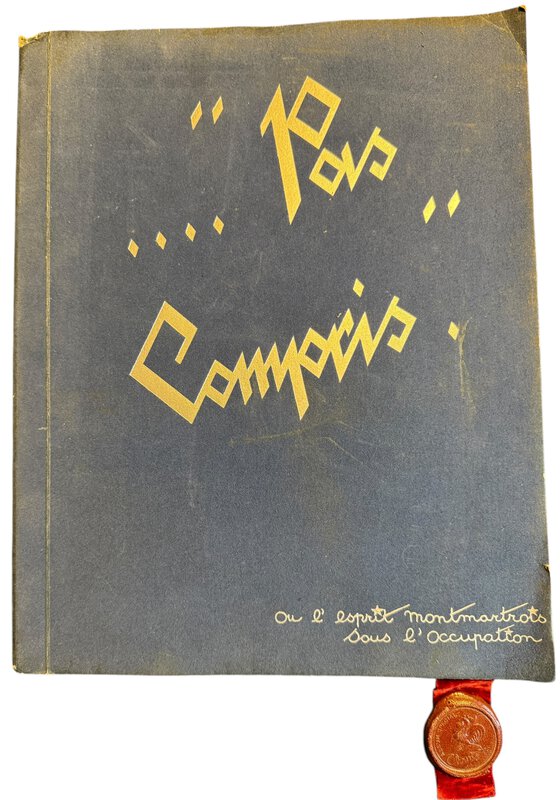 " Pas
.... "
Compris .
ou l' esprit montmartrois
sous l'occupation